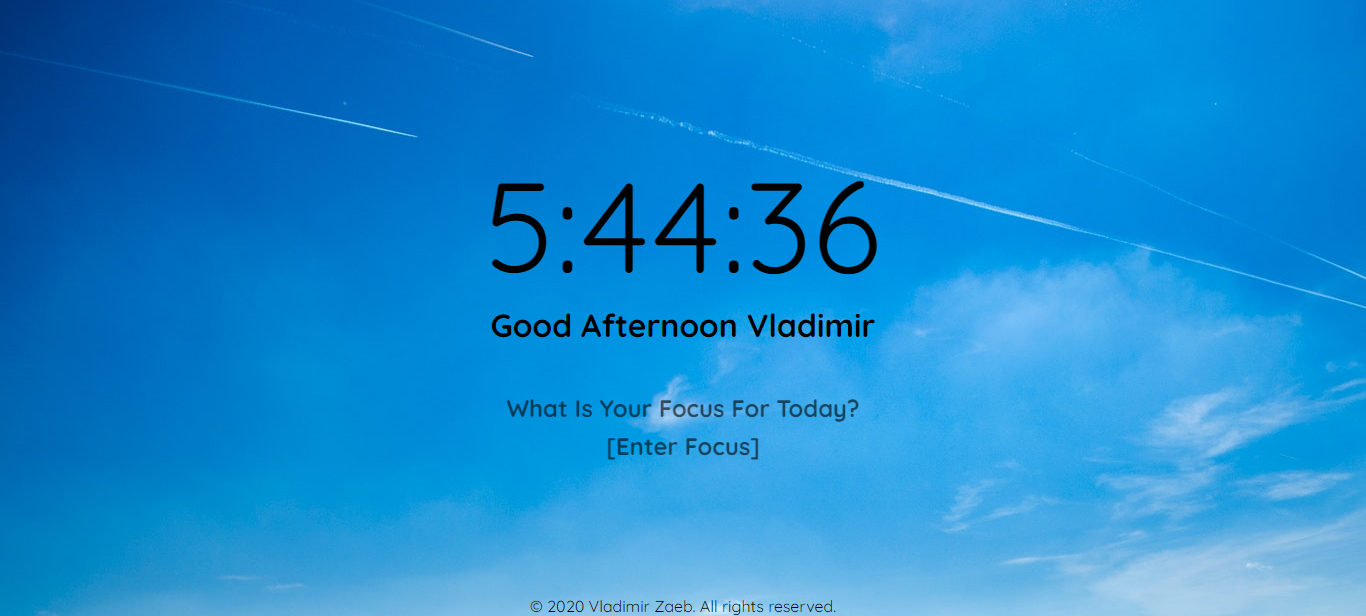 5:44:36
Good Afternoon Vladimir
What Is Your Focus For Today?
[Enter Focus]
© 2020 Vladimir Zaeb. All rights reserved.